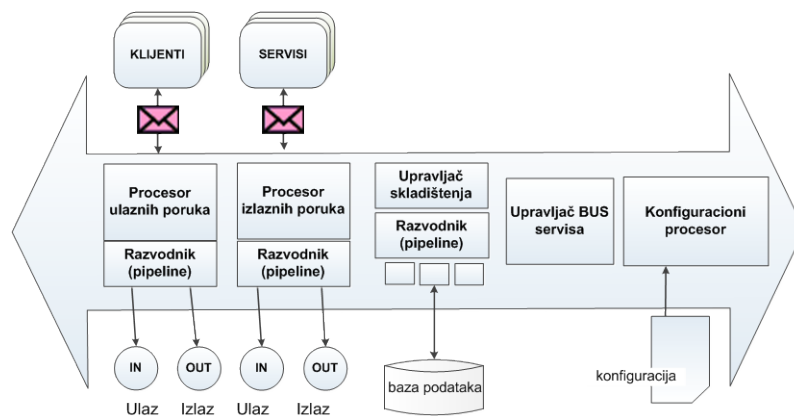 KLIJENTI
SERVISI
Procesor
ulaznih poruka
Razvodnik
(pipeline)
Procesor
izlaznih poruka
Razvodnik
(pipeline)
Upravljač
skladištenja
Razvodnik
(pipeline)
Upravljač BUS
servisa
Konfiguracioni
procesor
IN
OUT
IN
OUT
Ulaz
Izlaz
Ulaz
Izlaz
baza podataka
konfiguracija